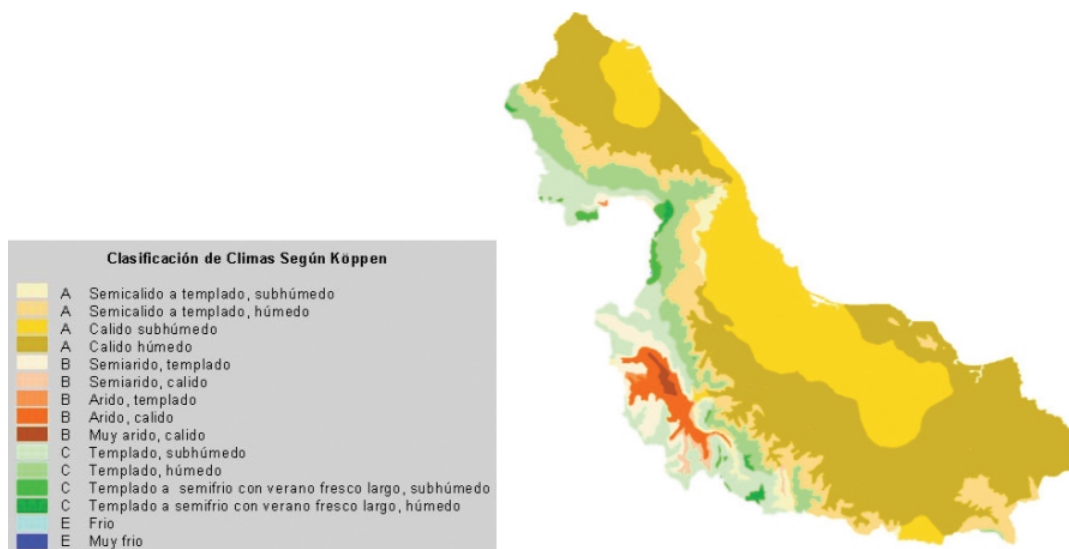 Clasificación de Climas Según Köppen
A Semicalido a templado, subhúmedo
A Semicalido a templado, húmedo
A Calido subhúmedo
A Calido húmedo
B Semiarido, templado
B Semiarido, calido
B Arido, templado
B Arido, calido
B Muy arido, calido
C Templado, subhúmedo
C Templado, húmedo
C Templado a semifrio con verano fresco largo, subhúmedo
C Templado a semifrio con verano fresco largo, húmedo
E Frio
E Muy frio